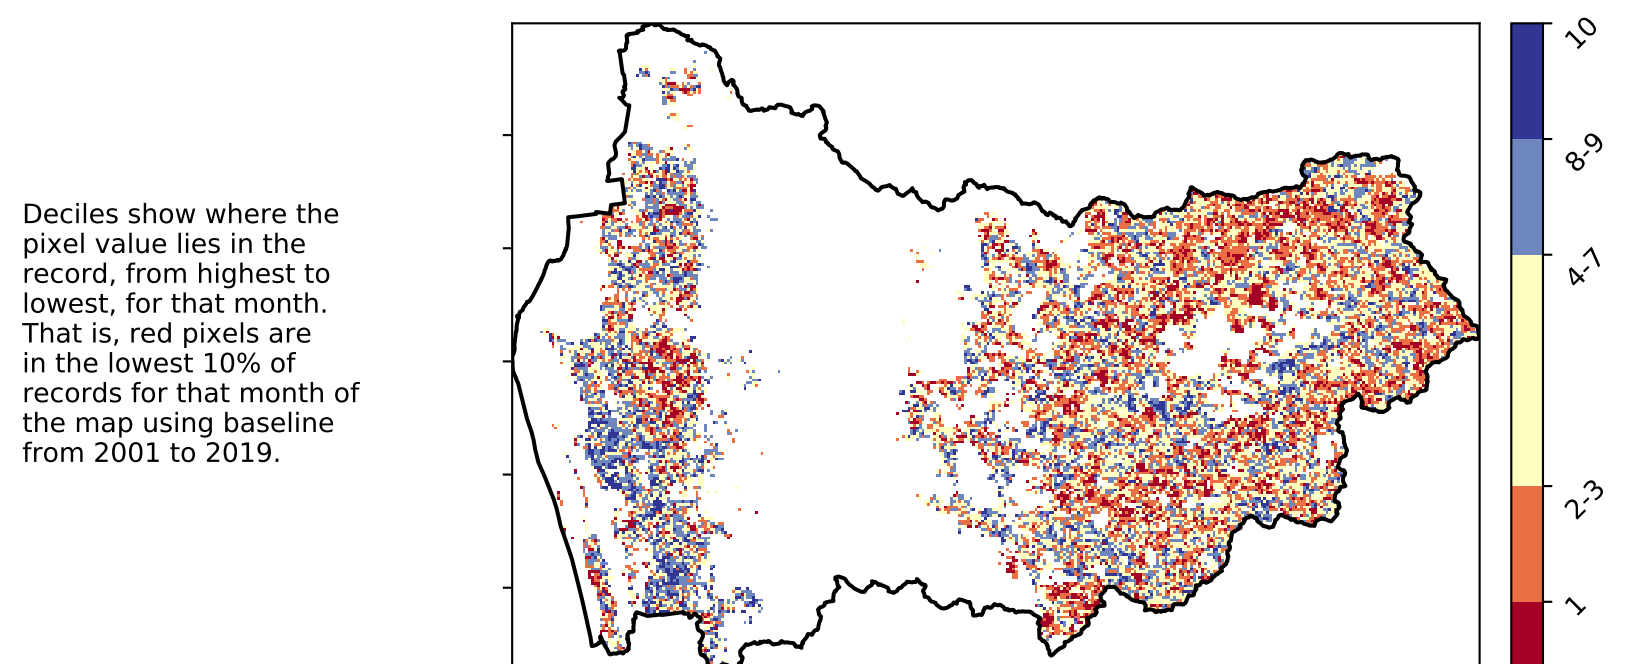 Deciles show where the
pixel value lies in the
record, from highest to
lowest, for that month.
That is, red pixels are
in the lowest 10% of
records for that month of
the map using baseline
from 2001 to 2019.
10
8-9
4-7
2-3
1